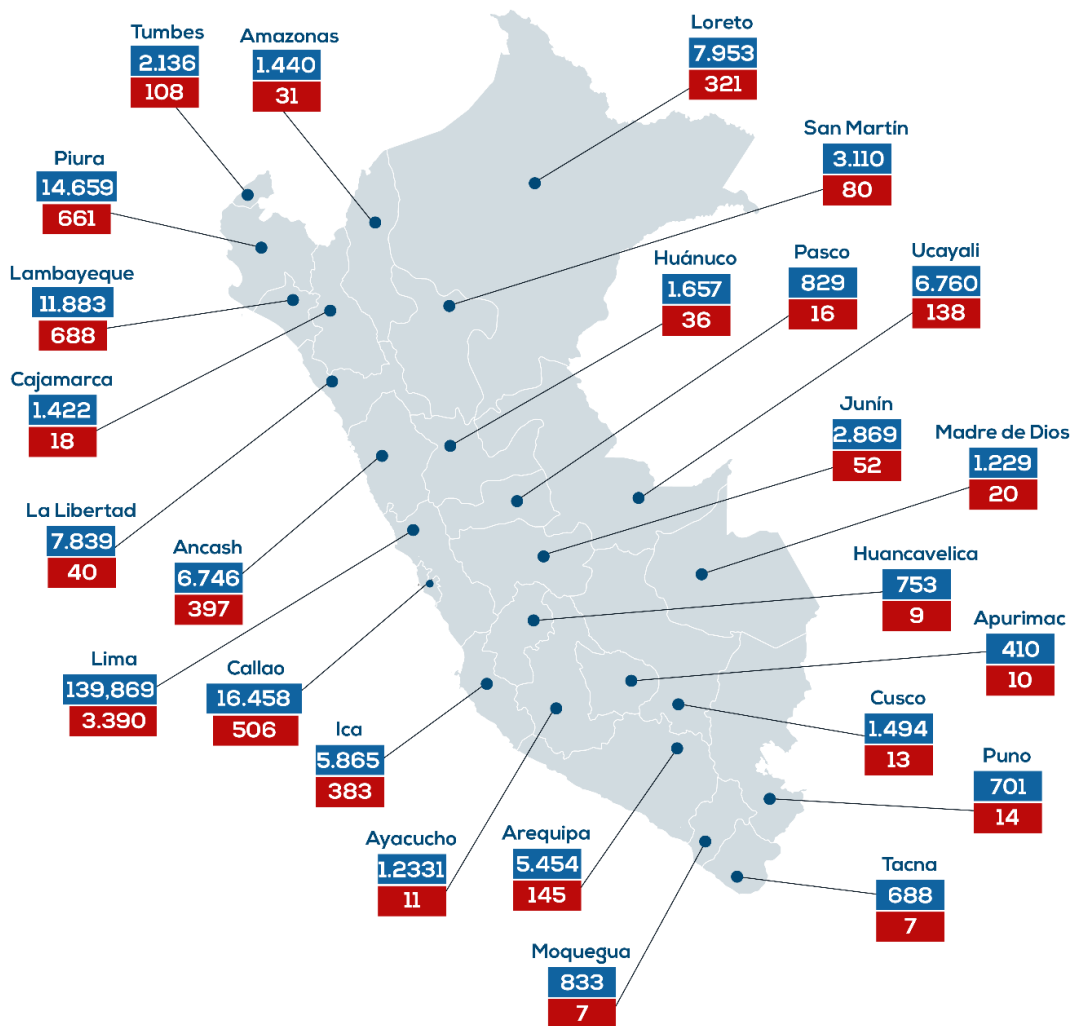 Tumbes
2.136
108
Amazonas
1.440
31
Loreto
7.953
321
San Martín
3.110
80
Piura
14.659
661
Huánuco
1.657
36
Pasco
829
16
Ucayali
6.760
138
Lambayeque
11.883
688
Cajamarca
1.422
18
Junín
2.869
52
Madre de Dios
1.229
20
La Libertad
7.839
40
Ancash
6.746
397
Huancavelica
753
9
Apurimac
410
10
Lima
139,869
3.390
Callao
16.458
506
Ica
5.865
383
Cusco
1.494
13
Puno
701
14
Ayacucho
1.2331
11
Arequipa
5.454
145
Tacna
688
7
Moquegua
833
7